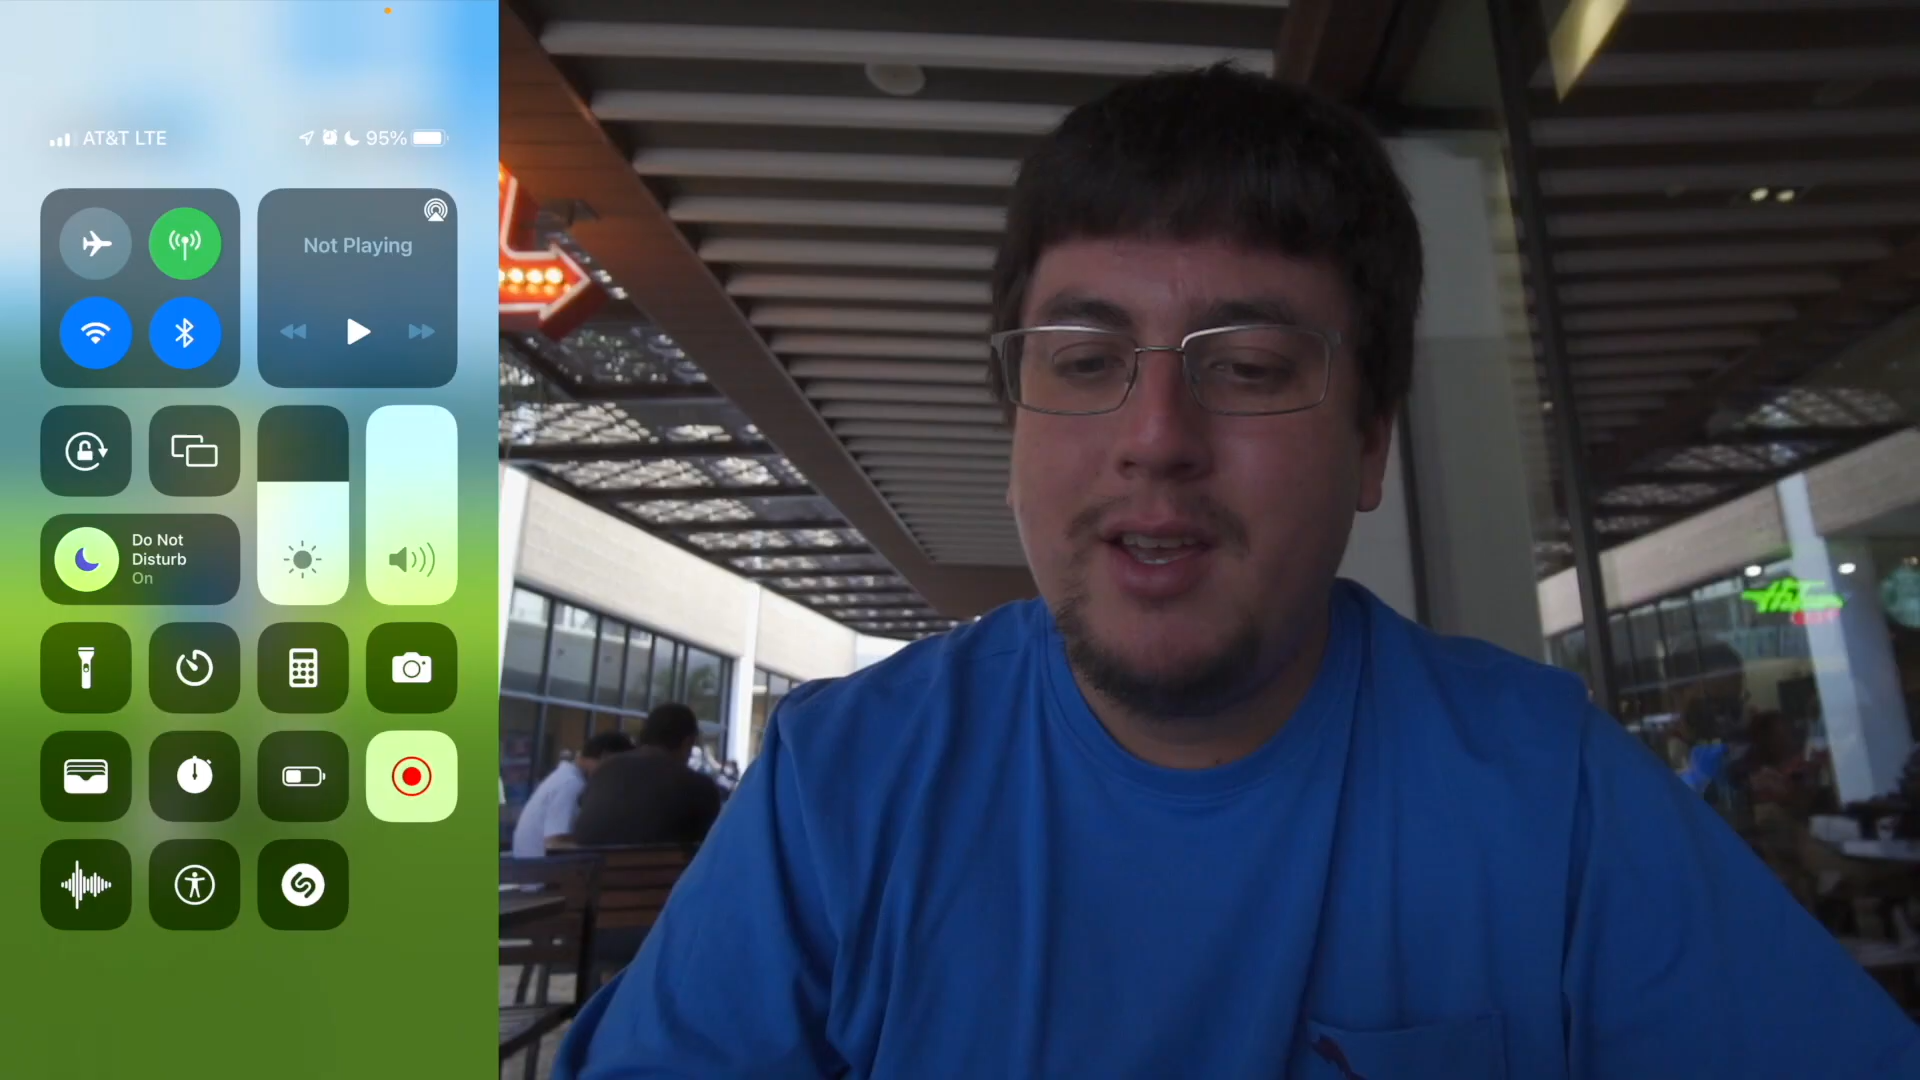 AT&T LTE
95%
Not Playing
Do Not
Disturb
On